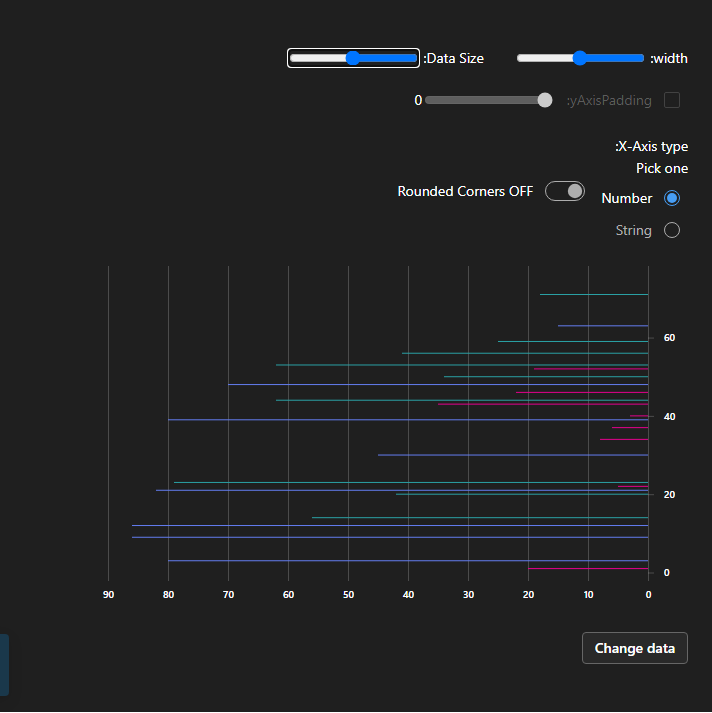 :width
:Data Size
:yAxisPadding
0
:X-Axis type
Pick one
Number
Rounded Corners OFF
String
60
40
20
0
90 80 70 60 50 40 30 20 10 0
Change data